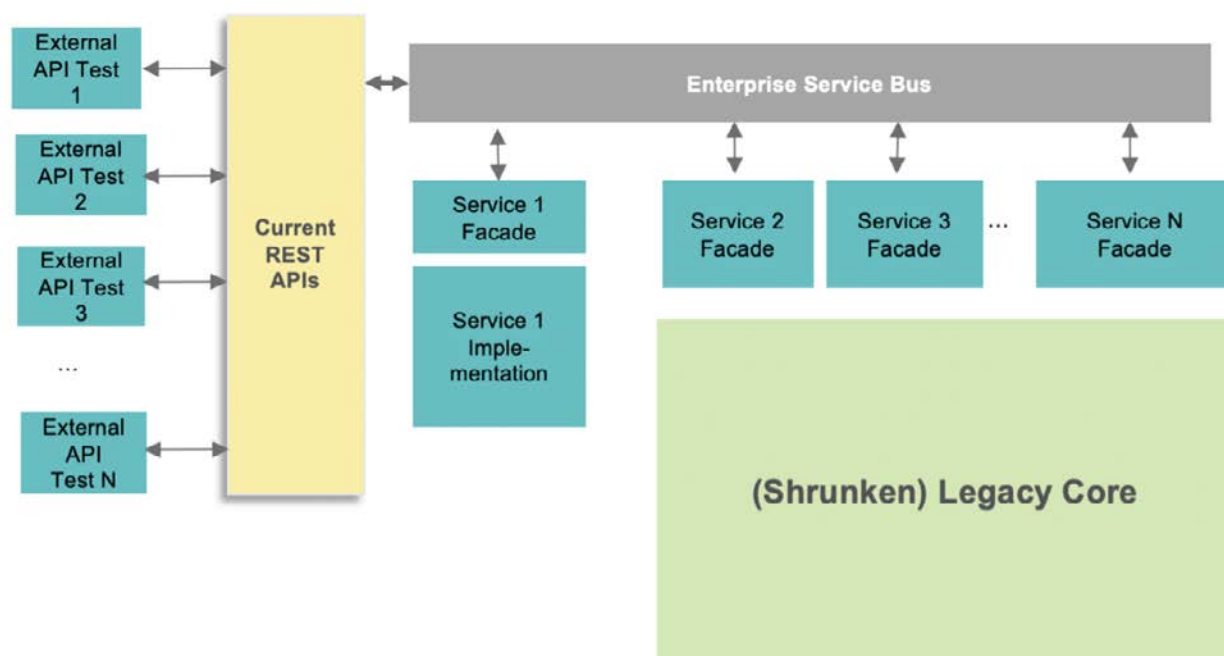 External
API Test
1
External
API Test
2
External
API Test
3
...
External
API
Test N
Current
REST
APIs
Enterprise Service Bus
Service 1
Facade
Service 2
Facade
Service 3
Facade
...
Service N
Facade
Service 1
Imple-
mentation
(Shrunken) Legacy Core